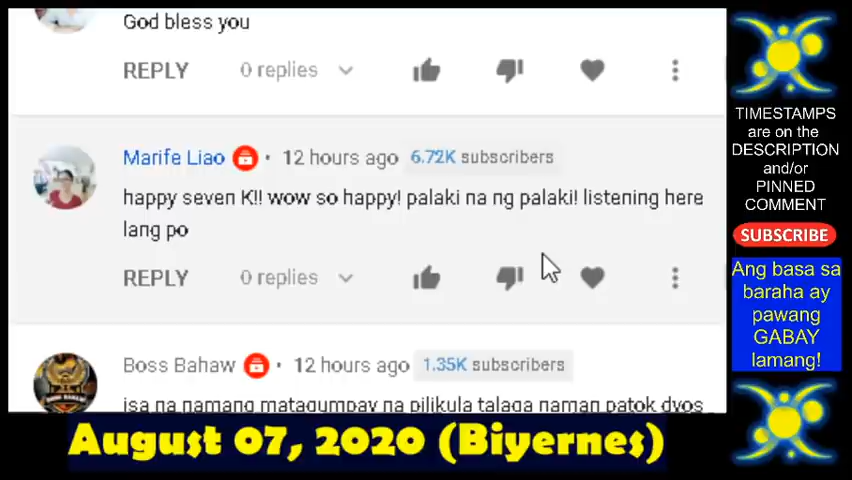 God bless you
REPLY 0 replies
Marife Liao • 12 hours ago 6.72K subscribers
happy seven K!! wow so happy! palaki na ng palaki! listening here
lang po
REPLY 0 replies
Boss Bahaw • 12 hours ago 1.35K subscribers
isa na namang matagumpay na pilikula talaga naman patok dyos
TIMESTAMPS
are on the
DESCRIPTION
and/or
PINNED
COMMENT
SUBSCRIBE
Ang basa sa
baraha ay
pawang
GABAY
lamang!
August 07, 2020 (Biyernes)